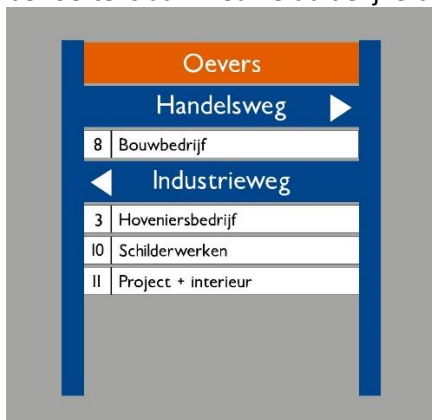 Oevers
Handelsweg
8 Bouwbedrijf
Industrieweg
3 Hoveniersbedrijf
10 Schilderwerken
11 Project + interieur